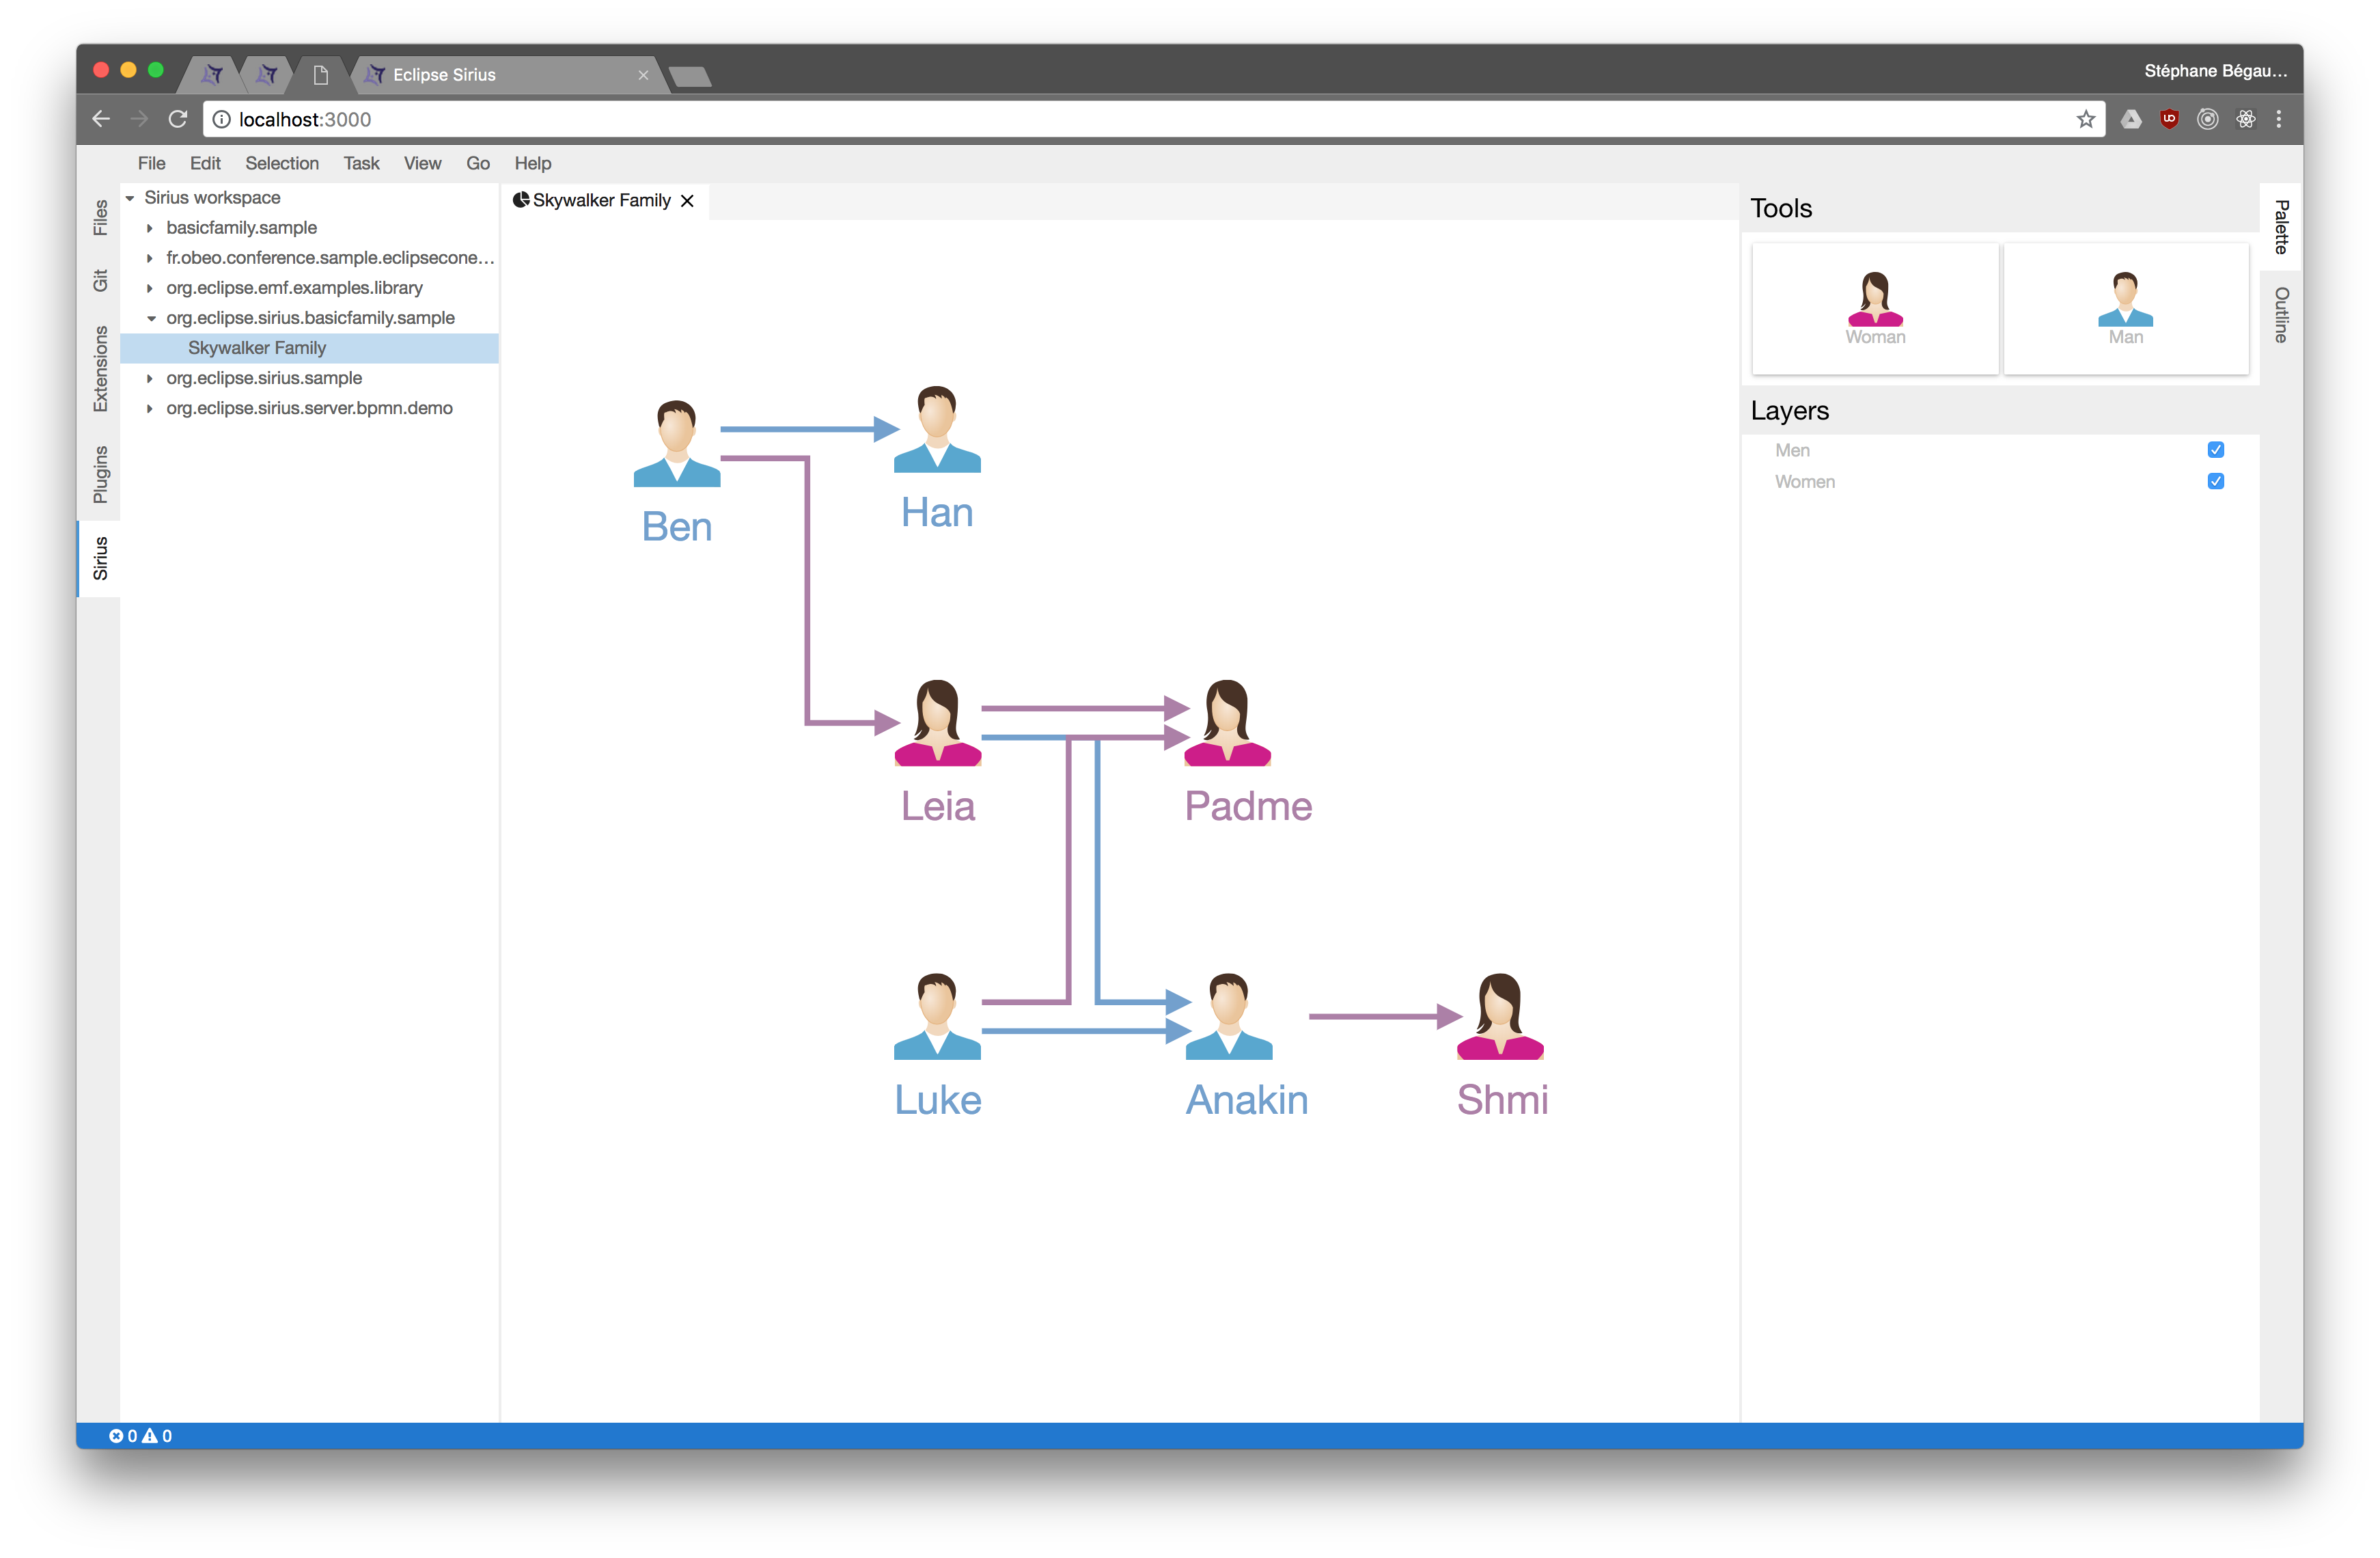 Eclipse Sirius
Stéphane Bégau...
localhost:3000
File Edit Selection Task View Go Help
Files
Git
Extensions
Plugins
Sirius
Sirius workspace
basicfamily.sample
fr.obeo.conference.sample.eclipsecone...
org.eclipse.emf.examples.library
org.eclipse.sirius.basicfamily.sample
Skywalker Family
org.eclipse.sirius.sample
org.eclipse.sirius.server.bpmn.demo
Skywalker Family
Ben
Han
Leia
Padme
Luke
Anakin
Shmi
Tools
Woman
Man
Layers
Men
Women
Palette
Outline
0 0